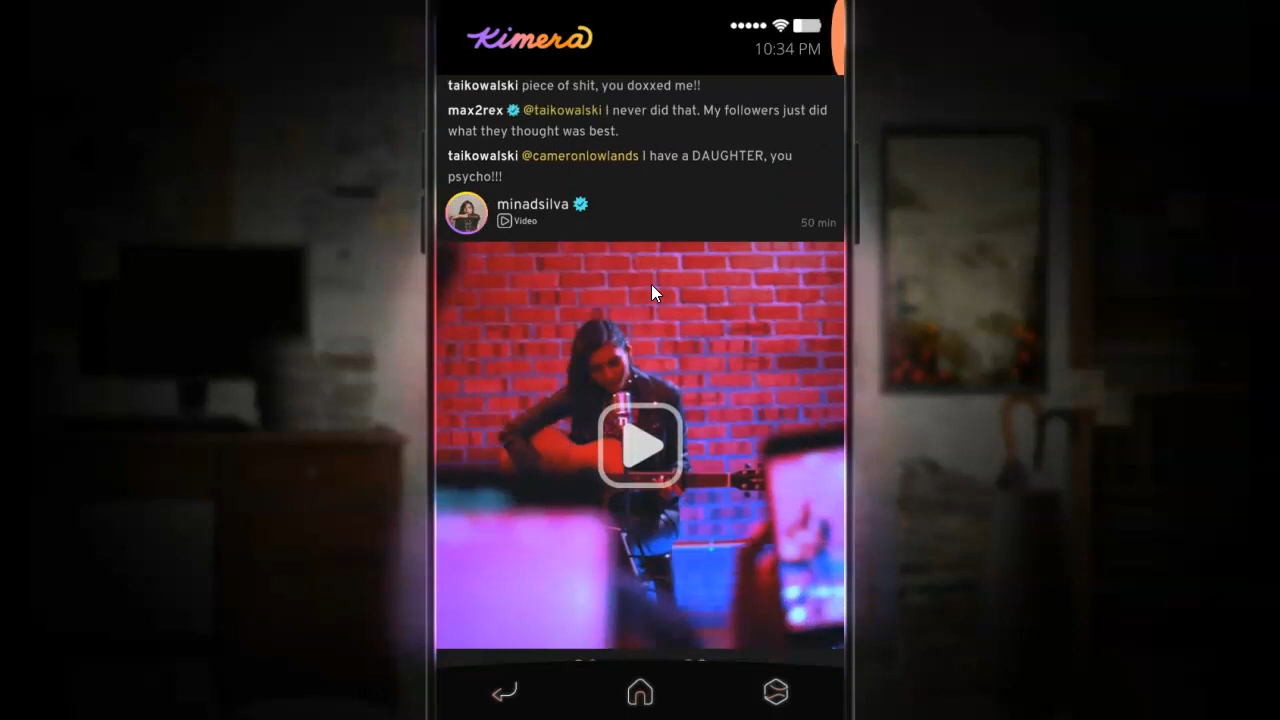 Kimera
10:34 PM
taikowalski piece of shit, you doxxed me!!
max2rex @taikowalski I never did that. My followers just did
what they thought was best.
taikowalski @cameronlowlands I have a DAUGHTER, you
psycho!!!
minadsilva
Video
50 min